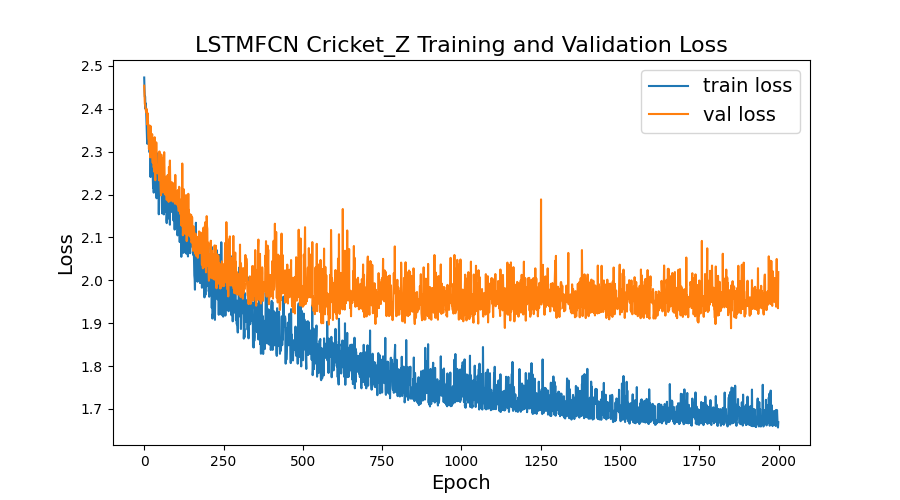 LSTMFCN Cricket_Z Training and Validation Loss
2.5
2.4
2.3
2.2
2.1
2.0
1.9
1.8
1.7
Loss
train loss
val loss
0 250 500 750 1000 1250 1500 1750 2000
Epoch